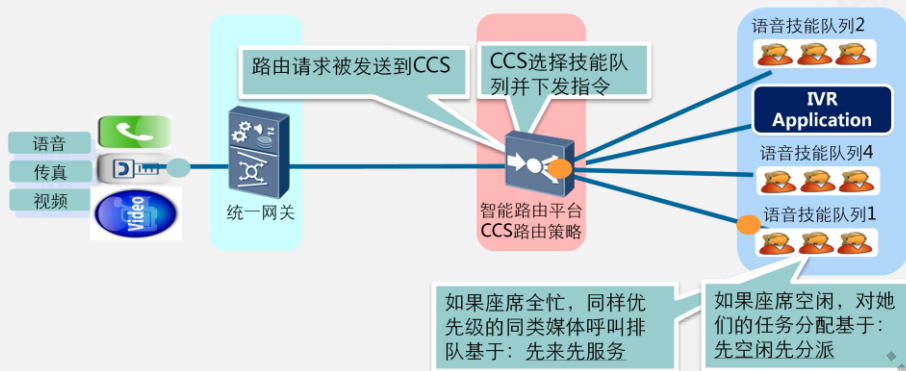 语音
传真
视频
Video
统一网关
路由请求被发送到CCS
CCS选择技能队
列并下发指令
智能路由平台
CCS路由策略
语音技能队列2
IVR
Application
语音技能队列4
语音技能队列1
如果座席全忙，同样优
先级的同类媒体呼叫排
队基于：先来先服务
如果座席空闲，对她
们的任务分配基于：
先空闲先分派